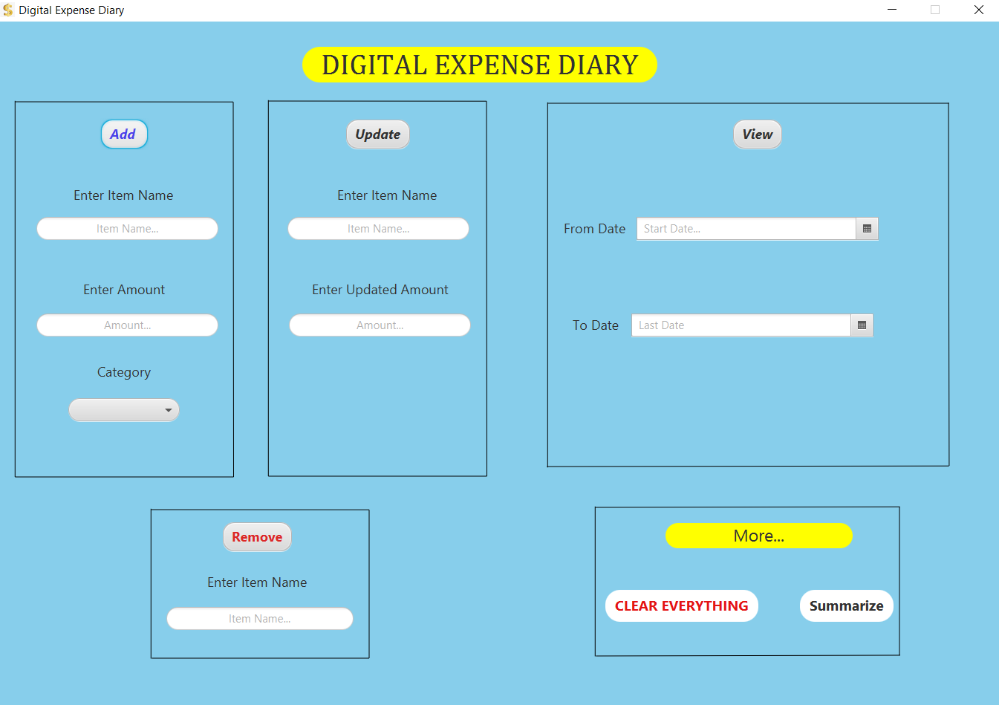 Digital Expense Diary
DIGITAL EXPENSE DIARY
Add
Enter Item Name
Item Name...
Enter Amount
Amount...
Category
Update
Enter Item Name
Item Name...
Enter Updated Amount
Amount...
View
From Date Start Date...
To Date Last Date
Remove
Enter Item Name
Item Name...
More...
CLEAR EVERYTHING Summarize